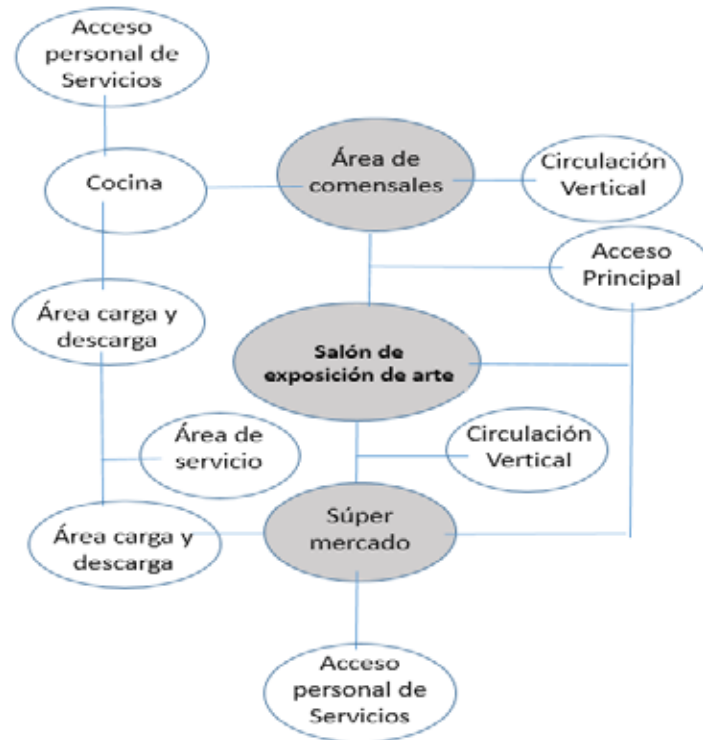 Acceso
personal de
Servicios
Área de
comensales
Circulación
Vertical
Cocina
Acceso
Principal
Área carga y
descarga
Salón de
exposición de arte
Área de
servicio
Circulación
Vertical
Súper
mercado
Área carga y
descarga
Acceso
personal de
Servicios